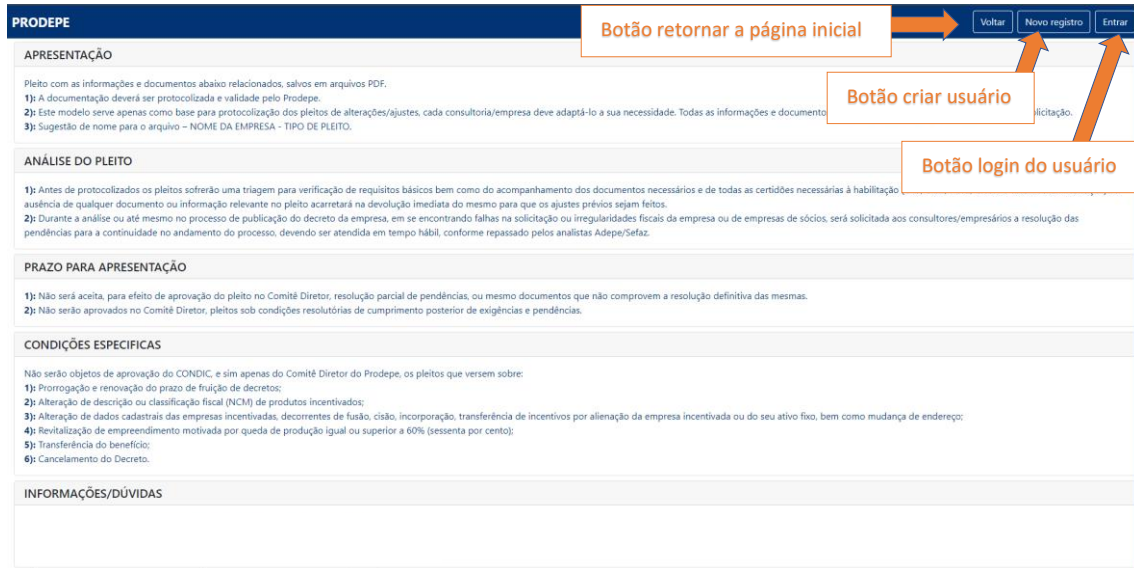 PRODEPE
Voltar
Novo registro
Entrar
Botão retornar a página inicial
Botão criar usuário
Botão login do usuário
APRESENTAÇÃO
Pleito com as informações e documentos abaixo relacionados, salvos em arquivos PDF.
1): A documentação deverá ser protocolizada e validade pelo Prodepe.
2): Este modelo serve apenas como base para protocolização dos pleitos de alterações/ajustes, cada consultoria/empresa deve adaptá-lo a sua necessidade. Todas as informações e documento licitação.
3): Sugestão de nome para o arquivo – NOME DA EMPRESA - TIPO DE PLEITO.
ANÁLISE DO PLEITO
1): Antes de protocolizados os pleitos sofrerão uma triagem para verificação de requisitos básicos bem como do acompanhamento dos documentos necessários e de todas as certidões necessárias à habilitação
ausência de qualquer documento ou informação relevante no pleito acarretará na devolução imediata do mesmo para que os ajustes prévios sejam feitos.
2): Durante a análise ou até mesmo no processo de publicação do decreto da empresa, em se encontrando falhas na solicitação ou irregularidades fiscais da empresa ou de empresas de sócios, será solicitada aos consultores/empresários a resolução das
pendências para a continuidade no andamento do processo, devendo ser atendida em tempo hábil, conforme repassado pelos analistas Adepe/Sefaz.
PRAZO PARA APRESENTAÇÃO
1): Não será aceita, para efeito de aprovação do pleito no Comitê Diretor, resolução parcial de pendências, ou mesmo documentos que não comprovem a resolução definitiva das mesmas.
2): Não serão aprovados no Comitê Diretor, pleitos sob condições resolutórias de cumprimento posterior de exigências e pendências.
CONDIÇÕES ESPECIFICAS
Não serão objetos de aprovação do CONDIC, e sim apenas do Comitê Diretor do Prodepe, os pleitos que versem sobre:
1): Prorrogação e renovação do prazo de fruição de decretos;
2): Alteração de descrição ou classificação fiscal (NCM) de produtos incentivados;
3): Alteração de dados cadastrais das empresas incentivadas, decorrentes de fusão, cisão, incorporação, transferência de incentivos por alienação da empresa incentivada ou do seu ativo fixo, bem como mudança de endereço;
4): Revitalização de empreendimento motivada por queda de produção igual ou superior a 60% (sessenta por cento);
5): Transferência do benefício;
6): Cancelamento do Decreto.
INFORMAÇÕES/DÚVIDAS